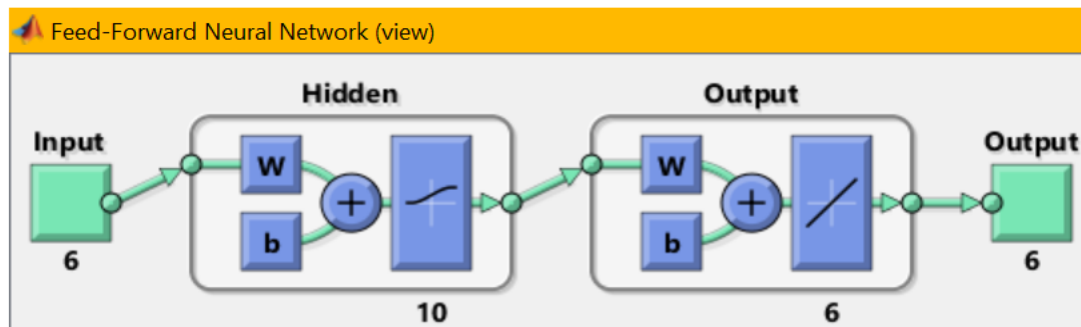 Feed-Forward Neural Network (view)
Hidden
Output
Input
Output
W
W
+
+
b
b
6
6
10
6